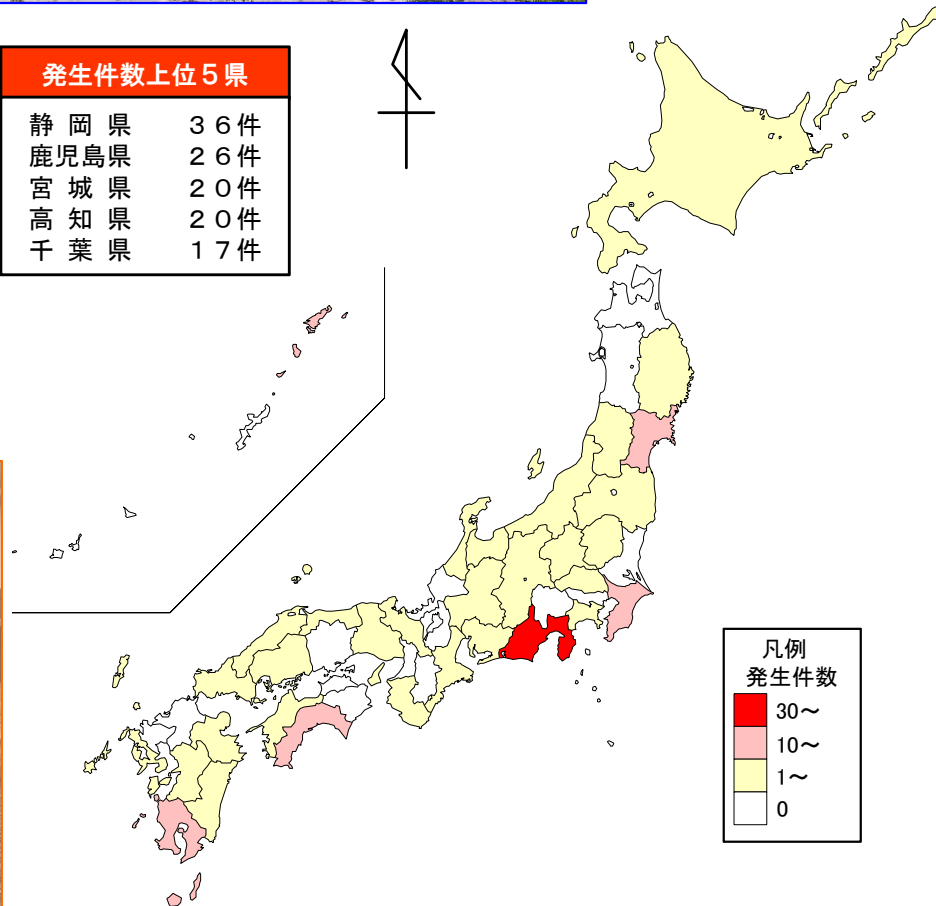 発生件数上位5県
静岡県 36件
鹿児島県 26件
宮城県 20件
高知県 20件
千葉県 17件
凡例
発生件数
30~
10~
1~
0